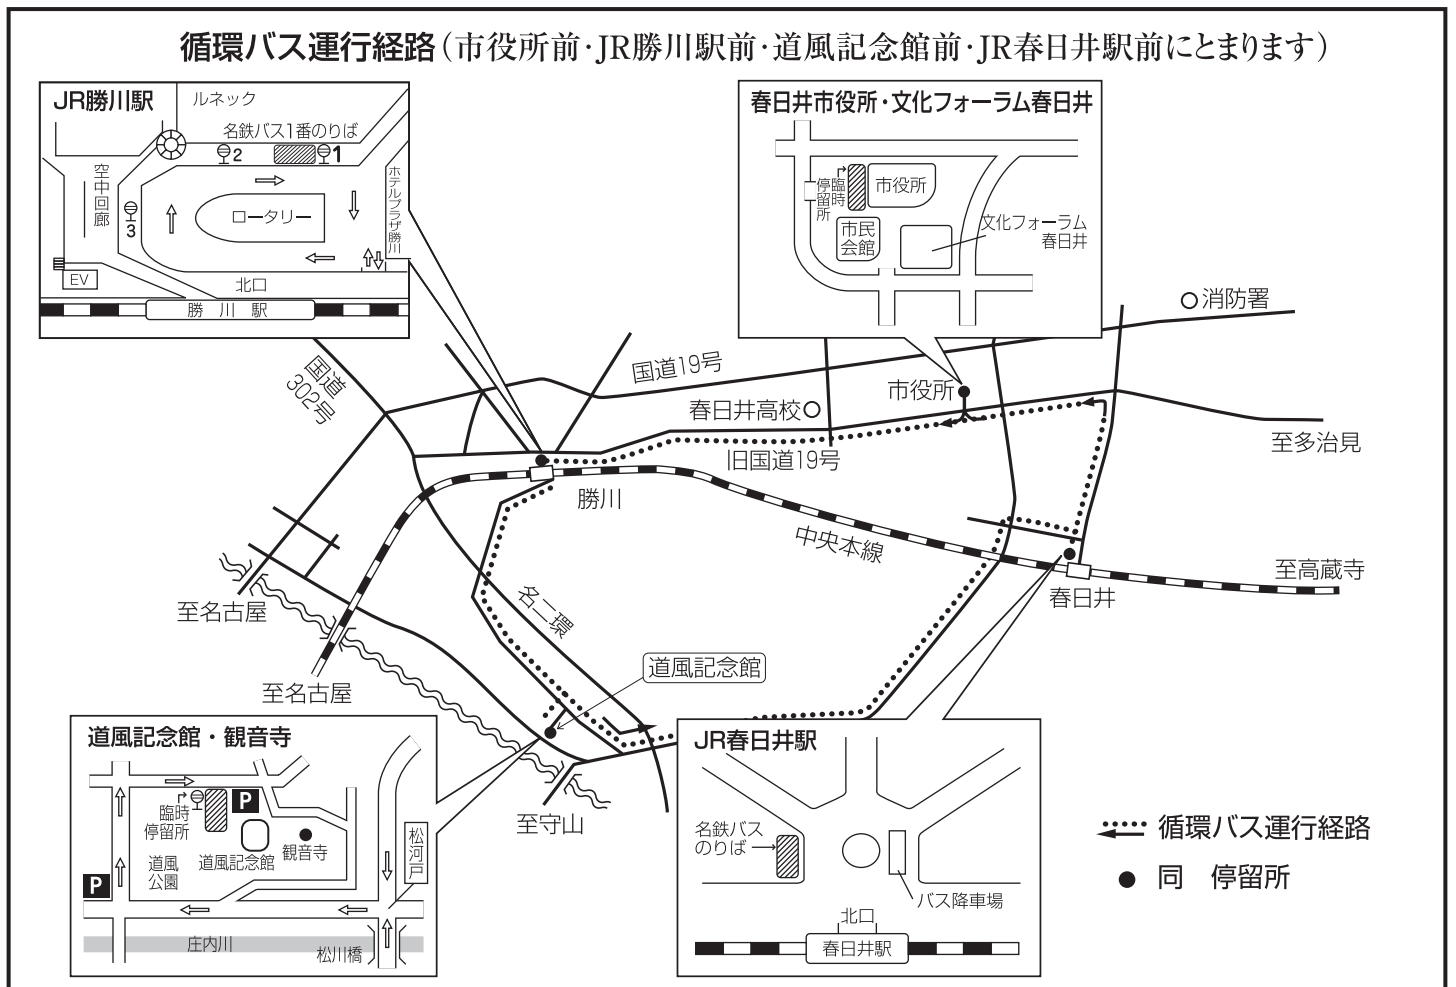 循環バス運行経路（市役所前・JR勝川駅前・道風記念館前・JR春日井駅前にとまります）
JR勝川駅
ルネック
名鉄バス1番のりば
2
1
空中回廊
3
ロータリー
ホテルプラザ勝川
EV
北口
勝川駅
春日井市役所・文化フォーラム春日井
臨時
停留所
市役所
市民
会館
文化フォーラム
春日井
消防署
国道
302号
国道19号
市役所
春日井高校
旧国道19号
至多治見
勝川
中央本線
至高蔵寺
春日井
至名古屋
名二環
至名古屋
道風記念館
至守山
道風記念館・観音寺
臨時
停留所
P
道風記念館
観音寺
道風
公園
P
松河戸
庄内川
松川橋
JR春日井駅
名鉄バス
のりば
バス降車場
北口
春日井駅
循環バス運行経路
同 停留所